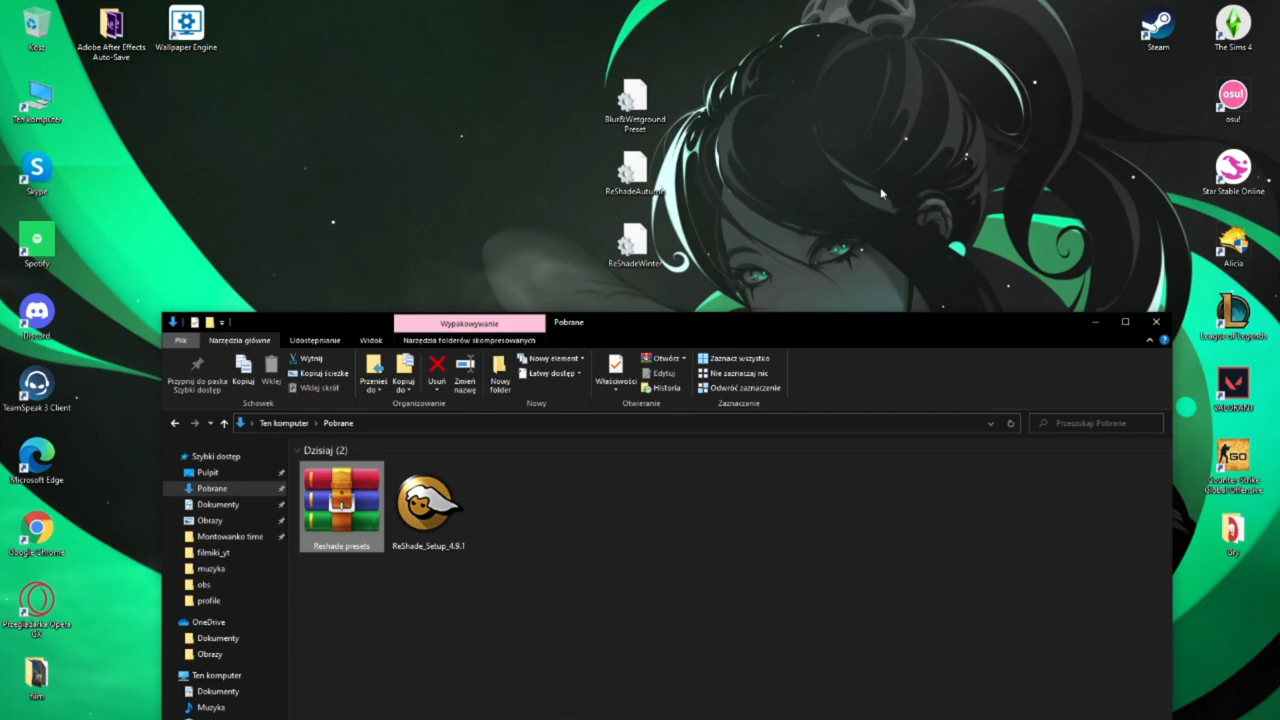 Kosz
Adobe After Effects
Auto-Save
Wallpaper Engine
Steam
The Sims 4
Ten komputer
Blur&Wetground
Preset
osu!
osu!
Skype
ReShadeAutumn
Star Stable Online
Spotify
ReShadeWinter
Alicia
Discord
League of Legends
TeamSpeak 3 Client
VALORANT
Microsoft Edge
GO
Counter-Strike
Global Offensive
Google Chrome
Gry
Przeglądarka Opera
GX
film
Wypakowywanie
Pobrane
Plik
Narzędzia główne
Udostępnianie
Widok
Narzędzia folderów skompresowanych
Przypnij do paska
Szybki dostęp
Kopiuj
Wklej
Wytnij
Kopiuj ścieżkę
Wklej skrót
Schowek
Przenieś
do
Kopiuj
do
Usuń
Zmień
nazwę
Organizowanie
Nowy
folder
Nowy element
Łatwy dostęp
Nowy
Właściwości
Otwórz
Edytuj
Historia
Otwieranie
Zaznacz wszystko
Nie zaznaczaj nic
Odwróć zaznaczenie
Zaznaczanie
Ten komputer > Pobrane
Przeszukaj: Pobrane
Szybki dostęp
Pulpit
Pobrane
Dokumenty
Obrazy
Montowanko time
filmiki_yt
muzyka
obs
profile
OneDrive
Dokumenty
Obrazy
Ten komputer
Dokumenty
Muzyka
Dzisiaj (2)
Reshade presets
ReShade_Setup_4.9.1